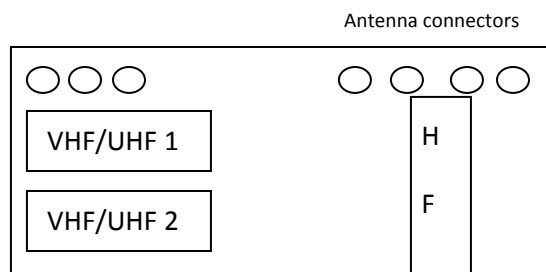 Antenna connectors
VHF/UHF 1
H
F
VHF/UHF 2